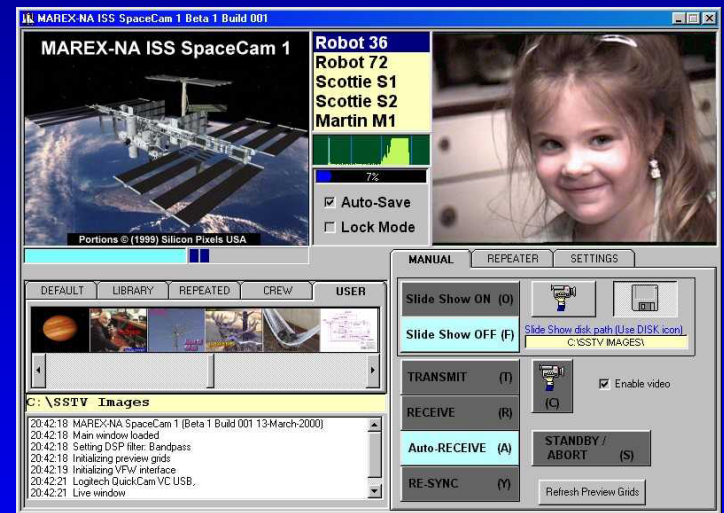 MAREX-NA ISS SpaceCam 1 Beta 1 Build 001
MAREX-NA ISS SpaceCam 1
Portions © (1999) Silicon Pixels USA
Robot 36
Robot 72
Scottie S1
Scottie S2
Martin M1
7%
Auto-Save
Lock Mode
DEFAULT LIBRARY REPEATED CREW USER
C:\SSTV Images
20:42:18 MAREX-NA SpaceCam 1 (Beta 1 Build 001 13-March-2000)
20:42:18 Main window loaded
20:42:18 Setting DSP filter: Bandpass
20:42:18 Initializing preview grids
20:42:19 Initializing VFW interface
20:42:21 Logitech QuickCam VC USB,
20:42:21 Live window
MANUAL REPEATER SETTINGS
Slide Show ON (O)
Slide Show OFF (F)
Slide Show disk path (Use DISK icon)
C:\SSTV IMAGES\
TRANSMIT (T)
RECEIVE (R)
Auto-RECEIVE (A)
RE-SYNC (Y)
(C)
Enable video
STANDBY /
ABORT (S)
Refresh Preview Grids